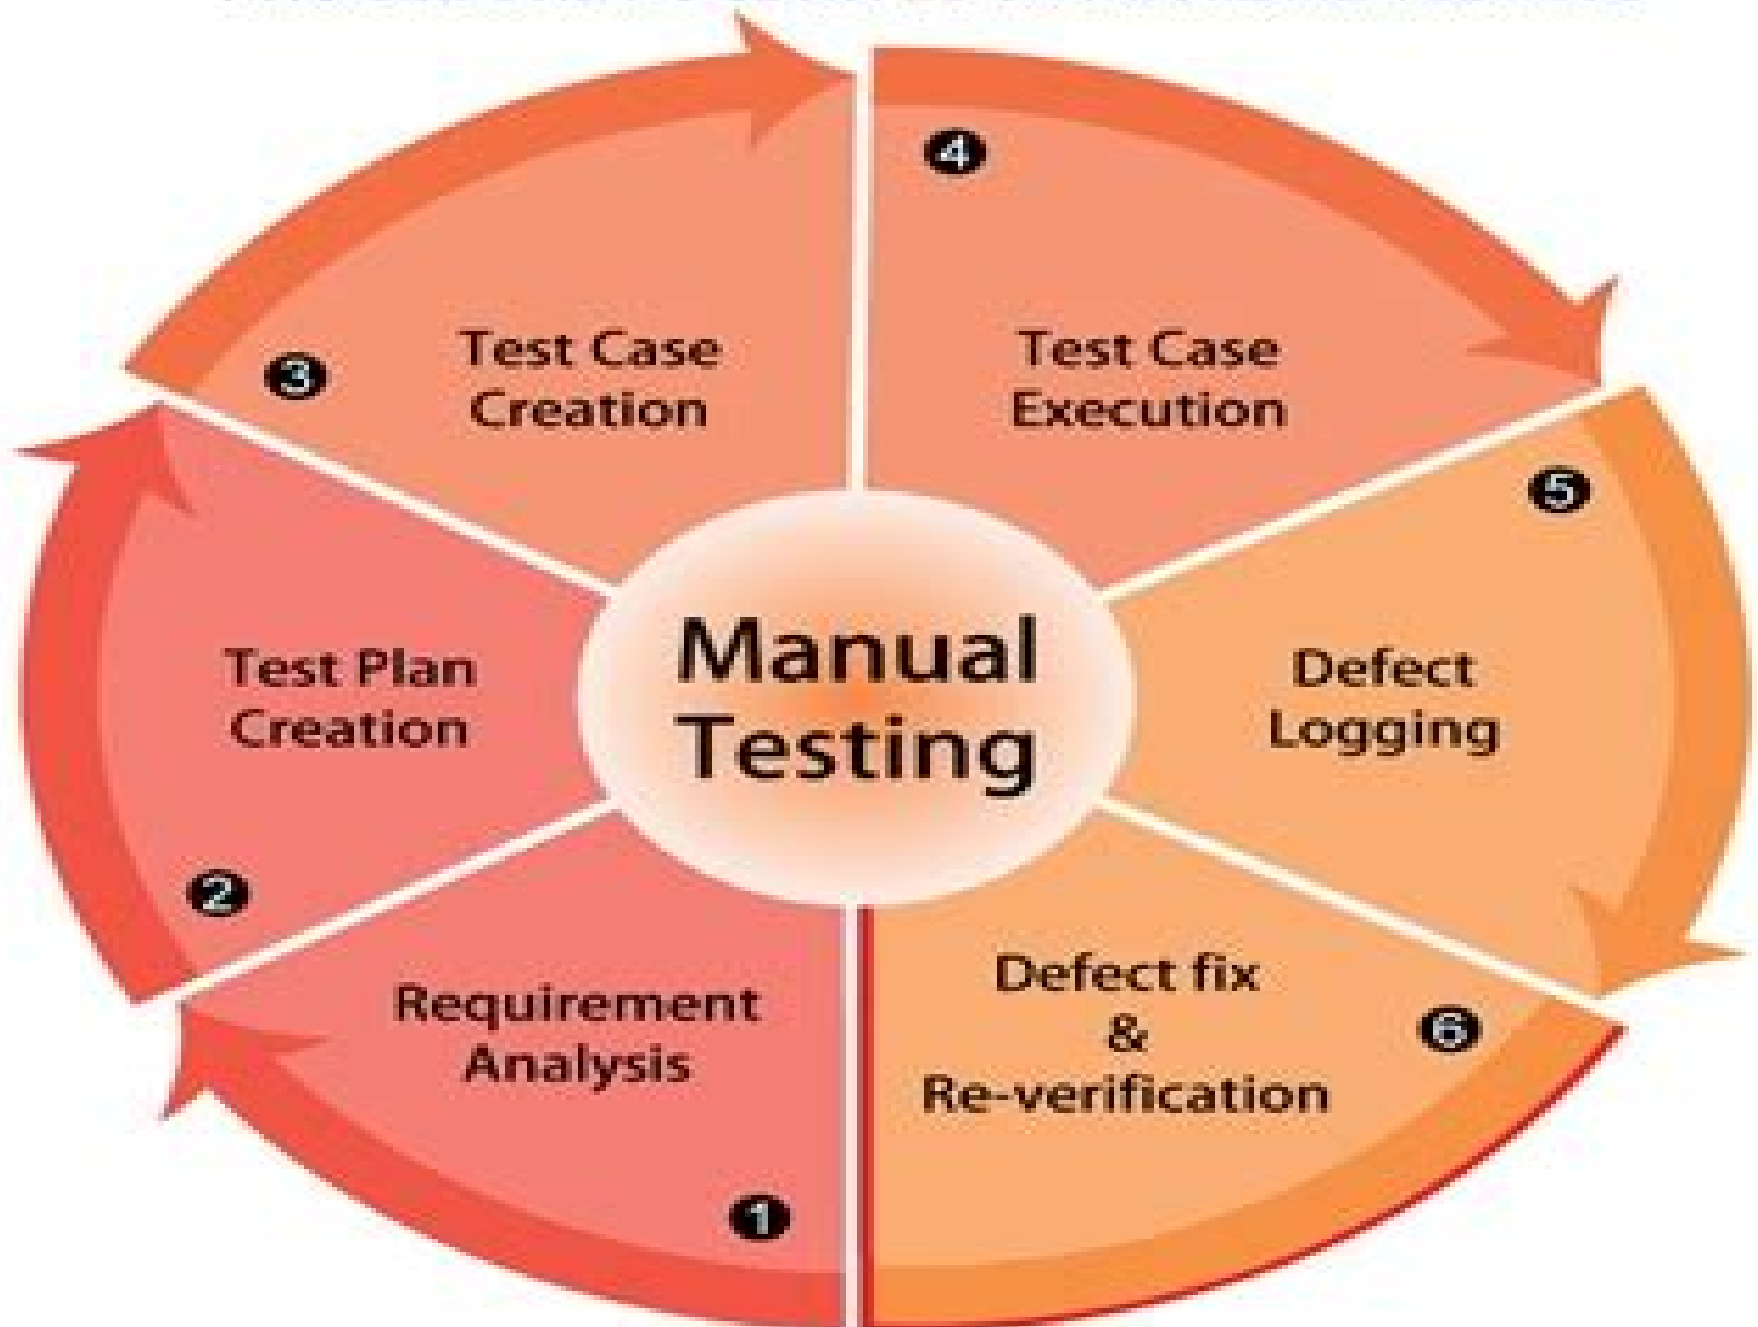 1
Requirement
Analysis
2
Test Plan
Creation
3
Test Case
Creation
4
Test Case
Execution
5
Defect
Logging
6
Defect fix
&
Re-verification
Manual
Testing